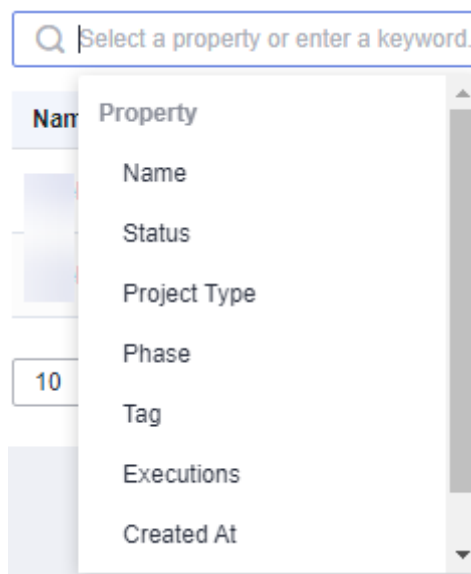 Select a property or enter a keyword.
Nam
Property
Name
Status
Project Type
Phase
10
Tag
Executions
Created At